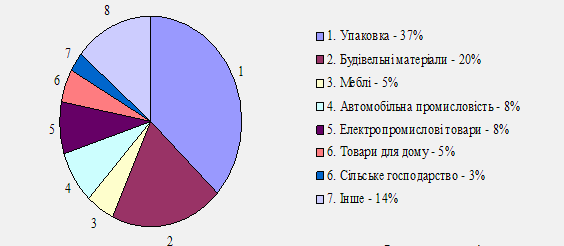 8
7
6
5
4
3
2
1
1. Упаковка - 37%
2. Будівельні матеріали - 20%
3. Меблі - 5%
4. Автомобільна промисловість - 8%
5. Електропромислові товари - 8%
6. Товари для дому - 5%
6. Сільське господарство - 3%
7. Інше - 14%